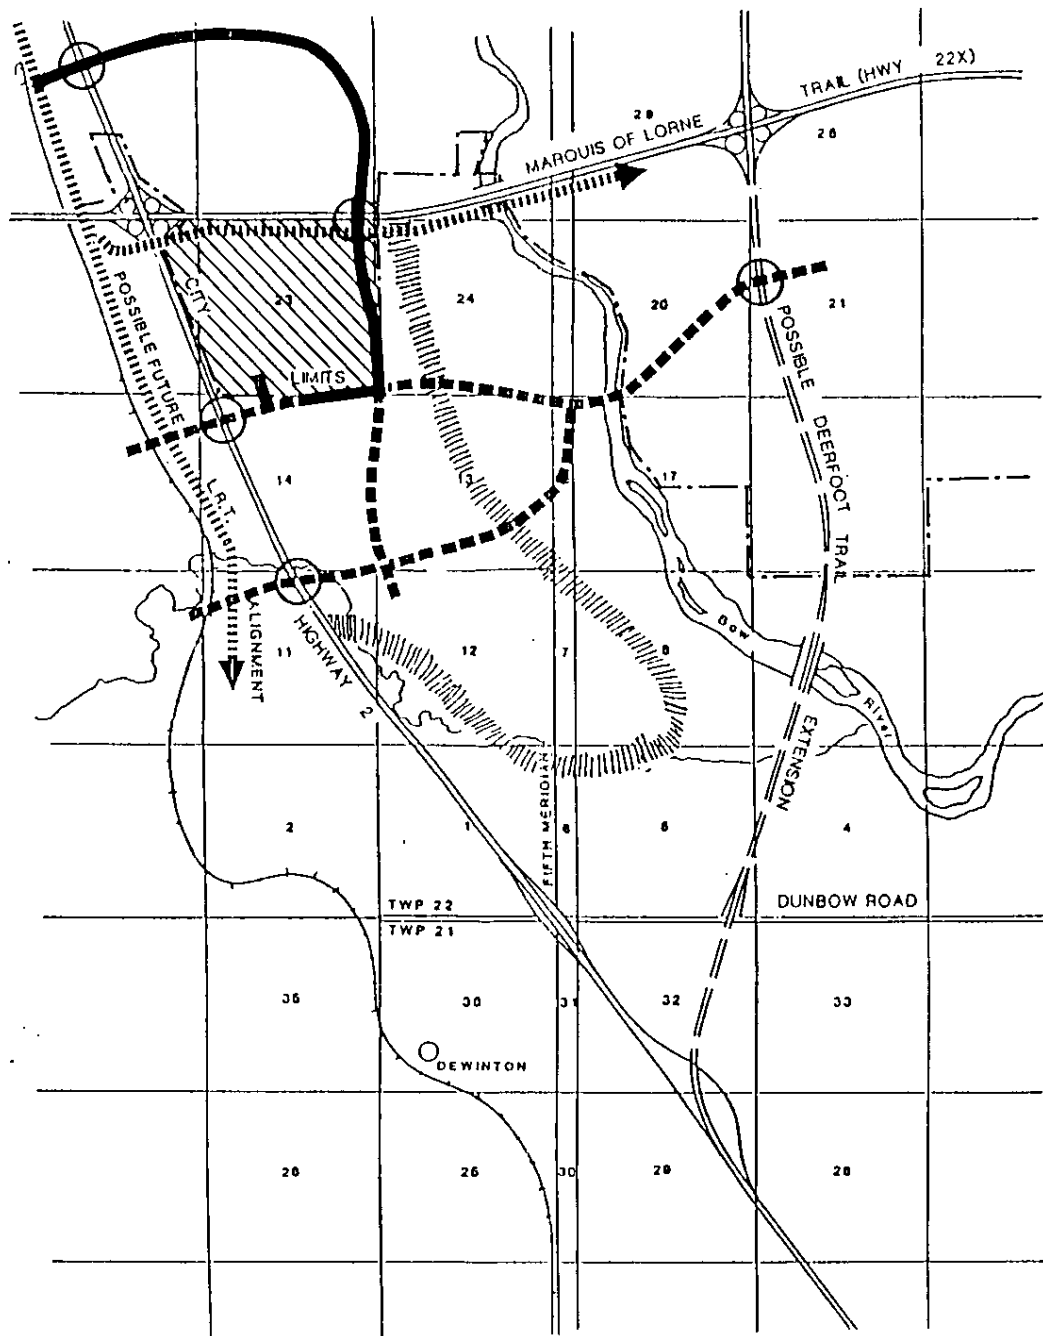 TRAIL (HWY 22X)
29
26
MARQUIS OF LORNE
CITY
23
24
20
21
POSSIBLE FUTURE
LIMITS
POSSIBLE DEERFOOT TRAIL
14
13
17
L.R.T.
ALIGNMENT
11
HIGHWAY 2
12
7
8
Bow
River
EXTENSION
FIFTH MERIDIAN
2
1
6
5
4
TWP 22
DUNBOW ROAD
TWP 21
35
36
31
32
33
DEWINTON
26
25
30
29
28